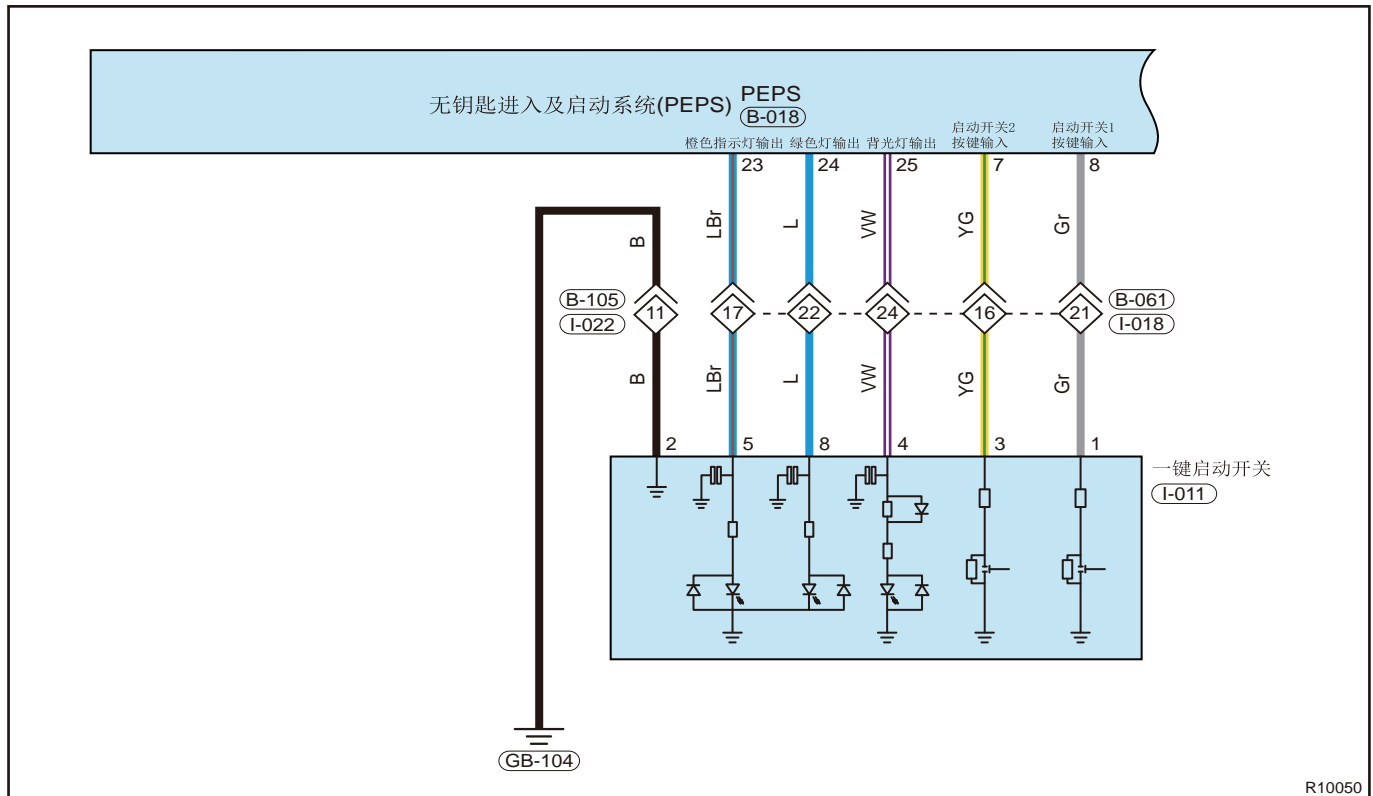 无钥匙进入及启动系统(PEPS) PEPS
B-018
橙色指示灯输出 绿色灯输出 背光灯输出 启动开关2 启动开关1
按键输入 按键输入
23 24 25 7 8
B LBr L VW YG Gr
B-105 B-061
11 17 22 24 16 21
I-022 I-018
B LBr L VW YG Gr
2 5 8 4 3 1
一键启动开关
I-011
GB-104
R10050